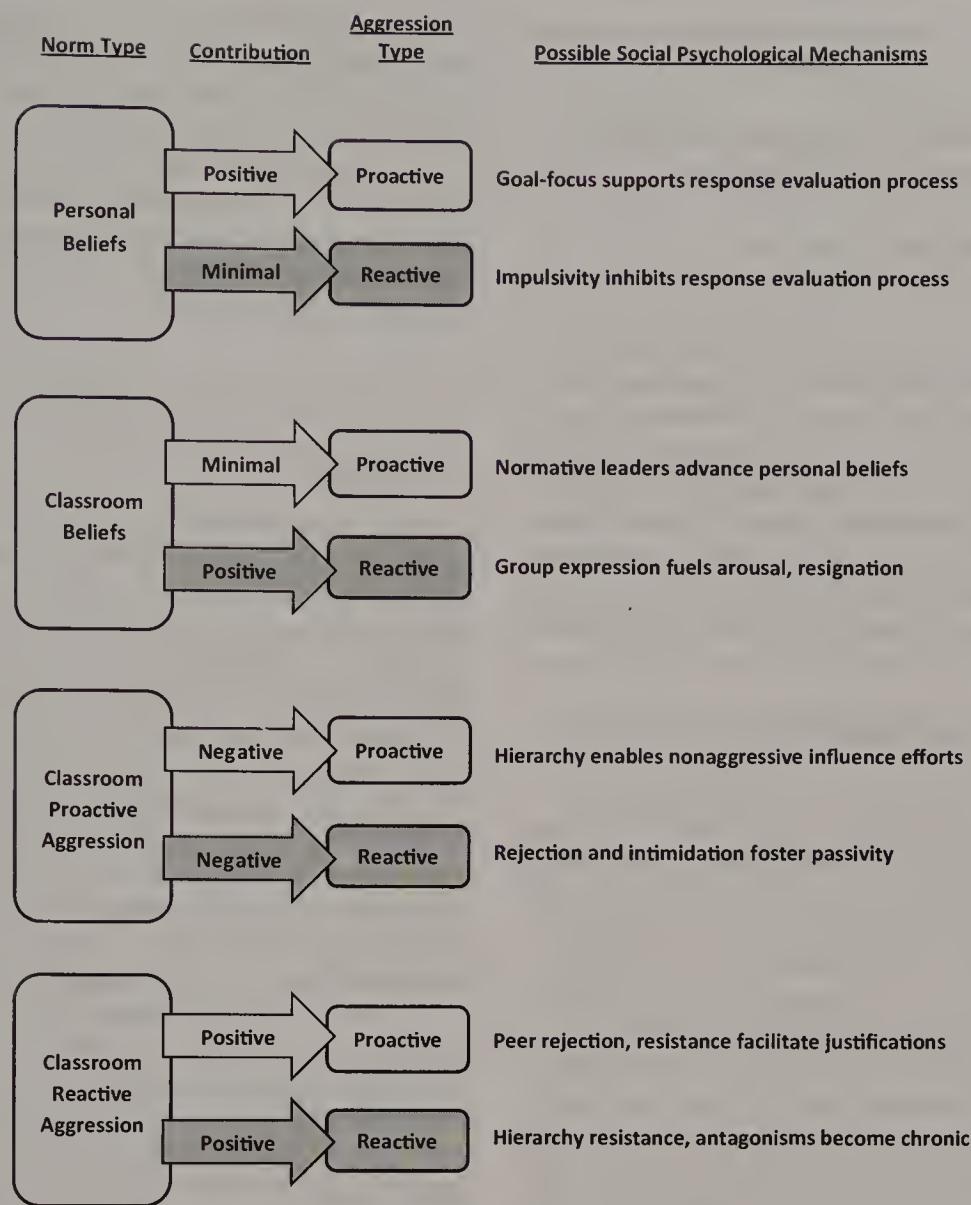 Norm Type Contribution Aggression Type Possible Social Psychological Mechanisms
Personal
Beliefs
Positive Proactive Goal-focus supports response evaluation process
Minimal Reactive Impulsivity inhibits response evaluation process
Classroom
Beliefs
Minimal Proactive Normative leaders advance personal beliefs
Positive Reactive Group expression fuels arousal, resignation
Classroom
Proactive
Aggression
Negative Proactive Hierarchy enables nonaggressive influence efforts
Negative Reactive Rejection and intimidation foster passivity
Classroom
Reactive
Aggression
Positive Proactive Peer rejection, resistance facilitate justifications
Positive Reactive Hierarchy resistance, antagonisms become chronic